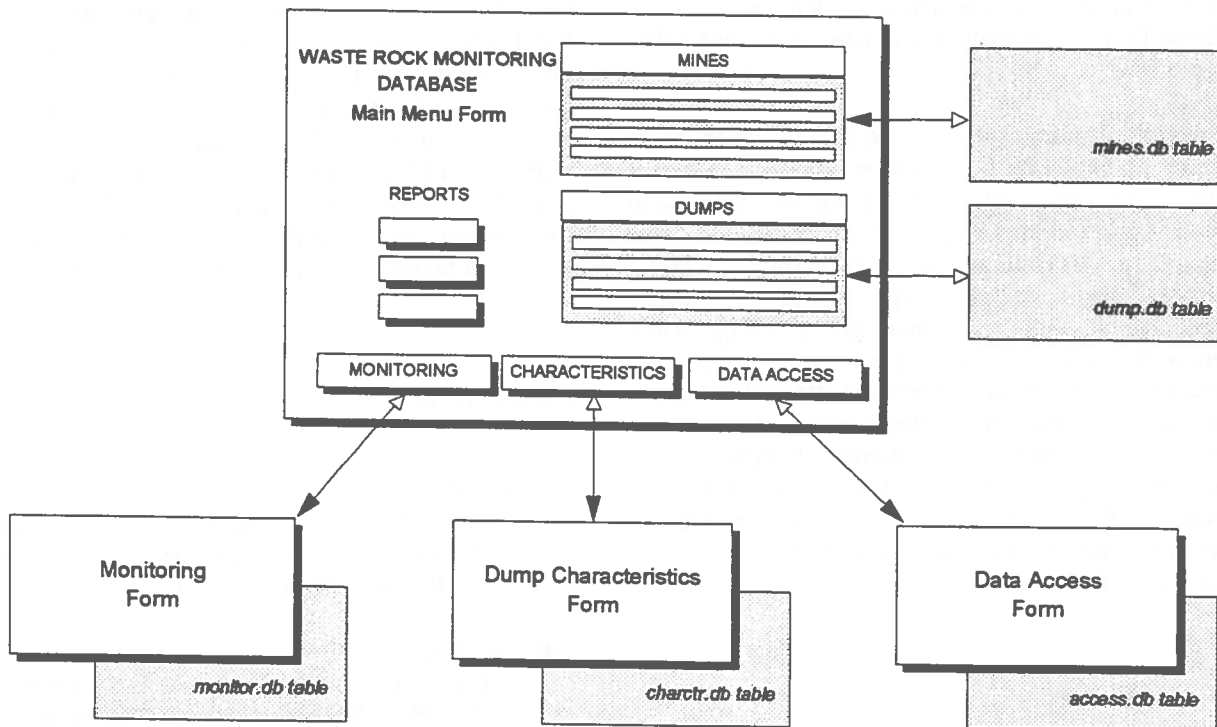 WASTE ROCK MONITORING
DATABASE
Main Menu Form
MINES
mines.db table
REPORTS
DUMPS
dump.db table
MONITORING
CHARACTERISTICS
DATA ACCESS
Monitoring
Form
monitor.db table
Dump Characteristics
Form
charctr.db table
Data Access
Form
access.db table